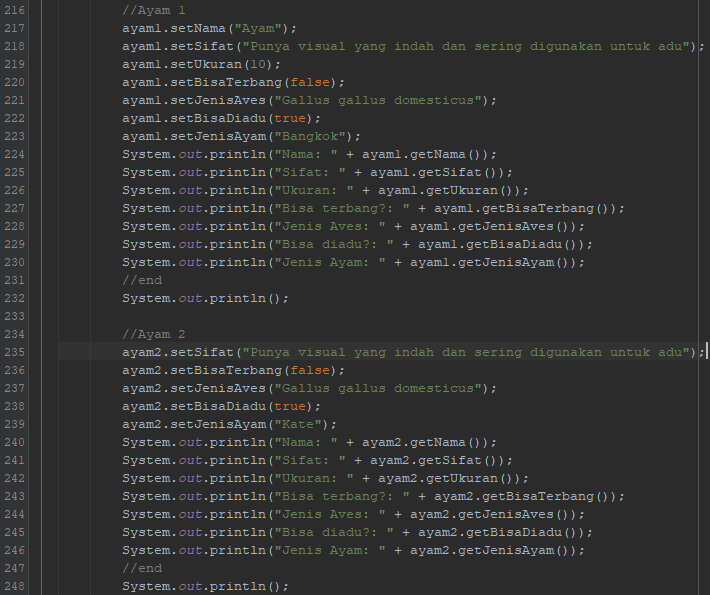 216 //Ayam 1
217 ayam1.setNama("Ayam");
218 ayam1.setSifat("Punya visual yang indah dan sering digunakan untuk adu");
219 ayam1.setUkuran(10);
220 ayam1.setBisaTerbang(false);
221 ayam1.setJenisAves("Gallus gallus domesticus");
222 ayam1.setBisaDiadu(true);
223 ayam1.setJenisAyam("Bangkok");
224 System.out.println("Nama: " + ayam1.getNama());
225 System.out.println("Sifat: " + ayam1.getSifat());
226 System.out.println("Ukuran: " + ayam1.getUkuran());
227 System.out.println("Bisa terbang?: " + ayam1.getBisaTerbang());
228 System.out.println("Jenis Aves: " + ayam1.getJenisAves());
229 System.out.println("Bisa diadu?: " + ayam1.getBisaDiadu());
230 System.out.println("Jenis Ayam: " + ayam1.getJenisAyam());
231 //end
232 System.out.println();
233
234 //Ayam 2
235 ayam2.setSifat("Punya visual yang indah dan sering digunakan untuk adu");
236 ayam2.setBisaTerbang(false);
237 ayam2.setJenisAves("Gallus gallus domesticus");
238 ayam2.setBisaDiadu(true);
239 ayam2.setJenisAyam("Kate");
240 System.out.println("Nama: " + ayam2.getNama());
241 System.out.println("Sifat: " + ayam2.getSifat());
242 System.out.println("Ukuran: " + ayam2.getUkuran());
243 System.out.println("Bisa terbang?: " + ayam2.getBisaTerbang());
244 System.out.println("Jenis Aves: " + ayam2.getJenisAves());
245 System.out.println("Bisa diadu?: " + ayam2.getBisaDiadu());
246 System.out.println("Jenis Ayam: " + ayam2.getJenisAyam());
247 //end
248 System.out.println();